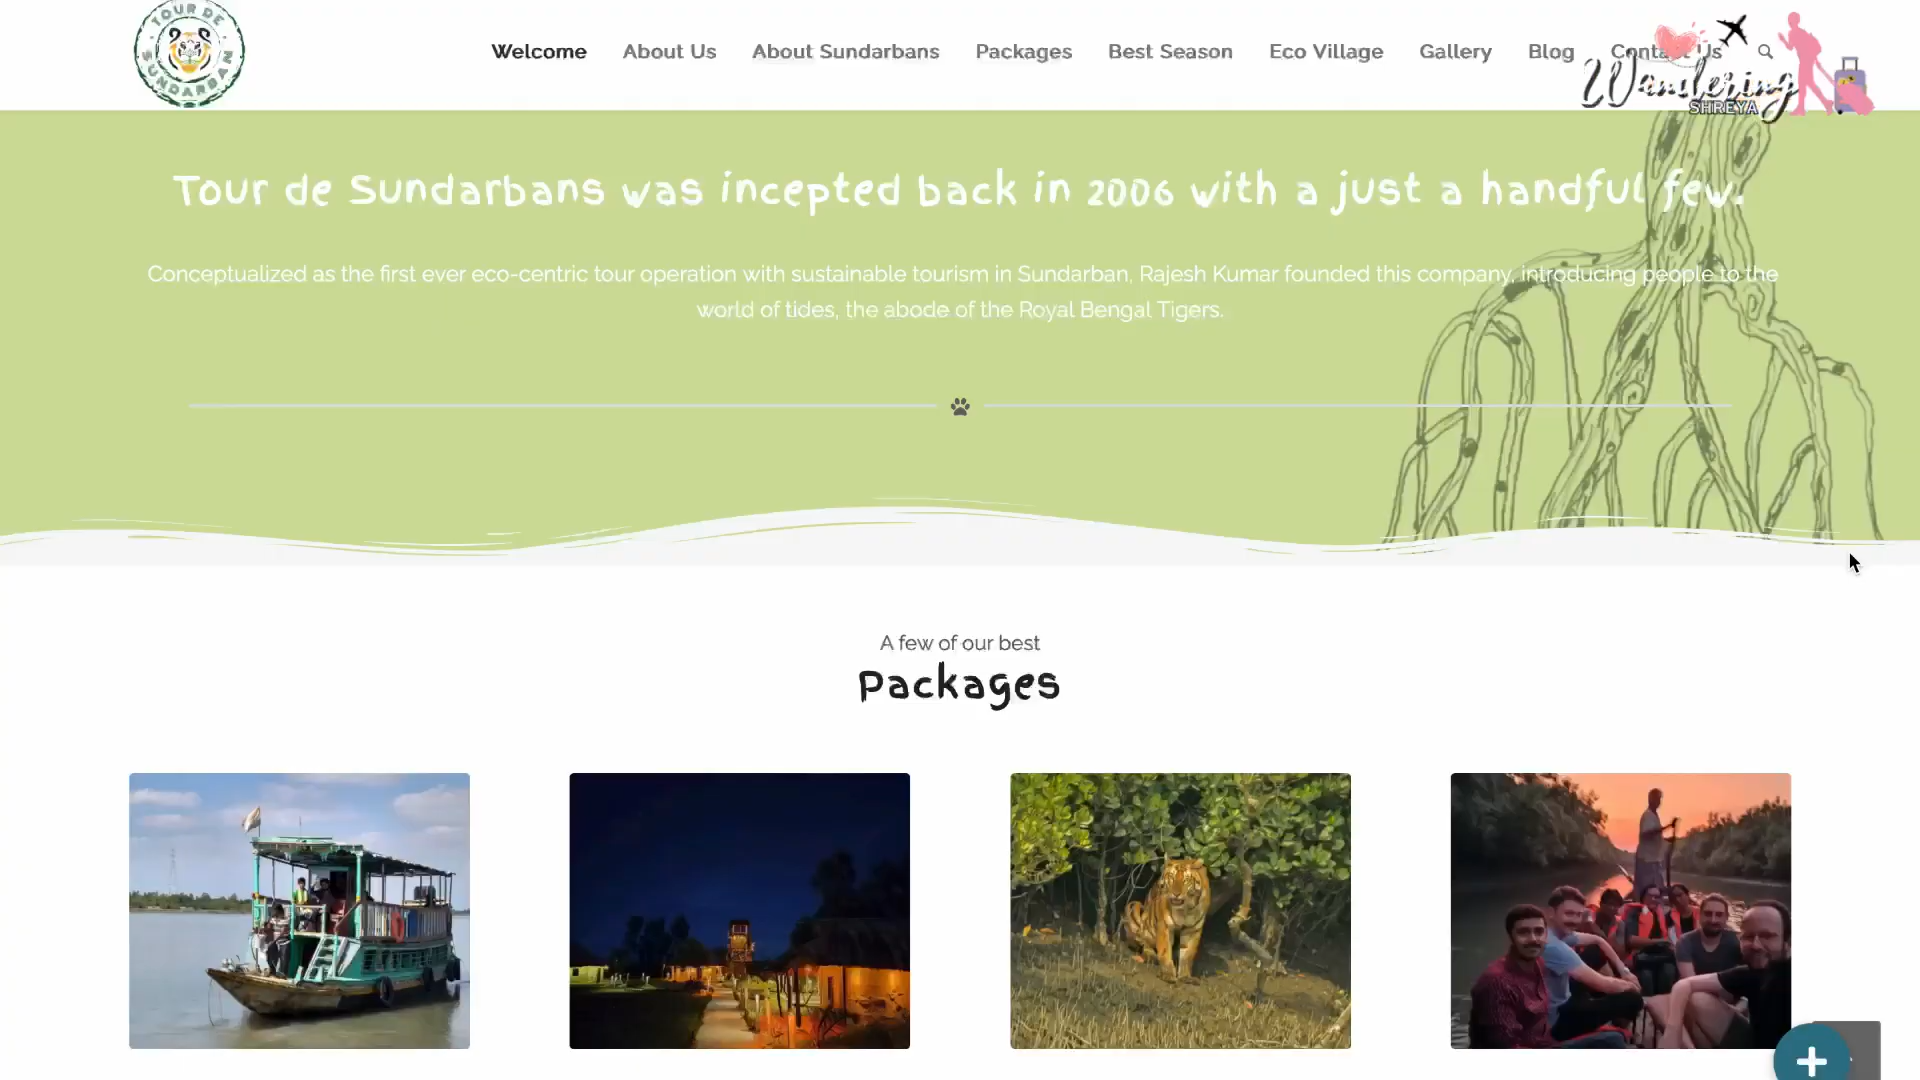 TOUR DE
SUNDARBAN
Welcome About Us About Sundarbans Packages Best Season Eco Village Gallery Blog Contact Us
Wandering
SHREYA
Tour de Sundarbans was incepted back in 2006 with a just a handful few.
Conceptualized as the first ever eco-centric tour operation with sustainable tourism in Sundarban, Rajesh Kumar founded this company, introducing people to the
world of tides, the abode of the Royal Bengal Tigers.
A few of our best
Packages